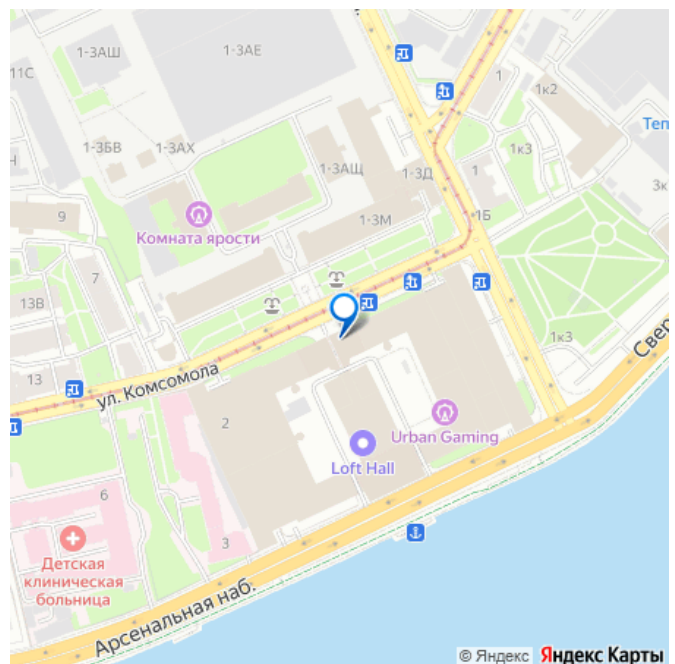 1-3АШ
1-3АЕ
11С
1
1к2
Теп
1-3БВ
1-3АХ
1к3
Н
1-3АЩ
1-3Д
1
3к
9
1-3М
1Б
Комната ярости
7
13В
1к3
Свер
13
ул. Комсомола
2
Urban Gaming
Loft Hall
6
3
Детская
клиническая
больница
Арсенальная наб.
© Яндекс Яндекс Карты